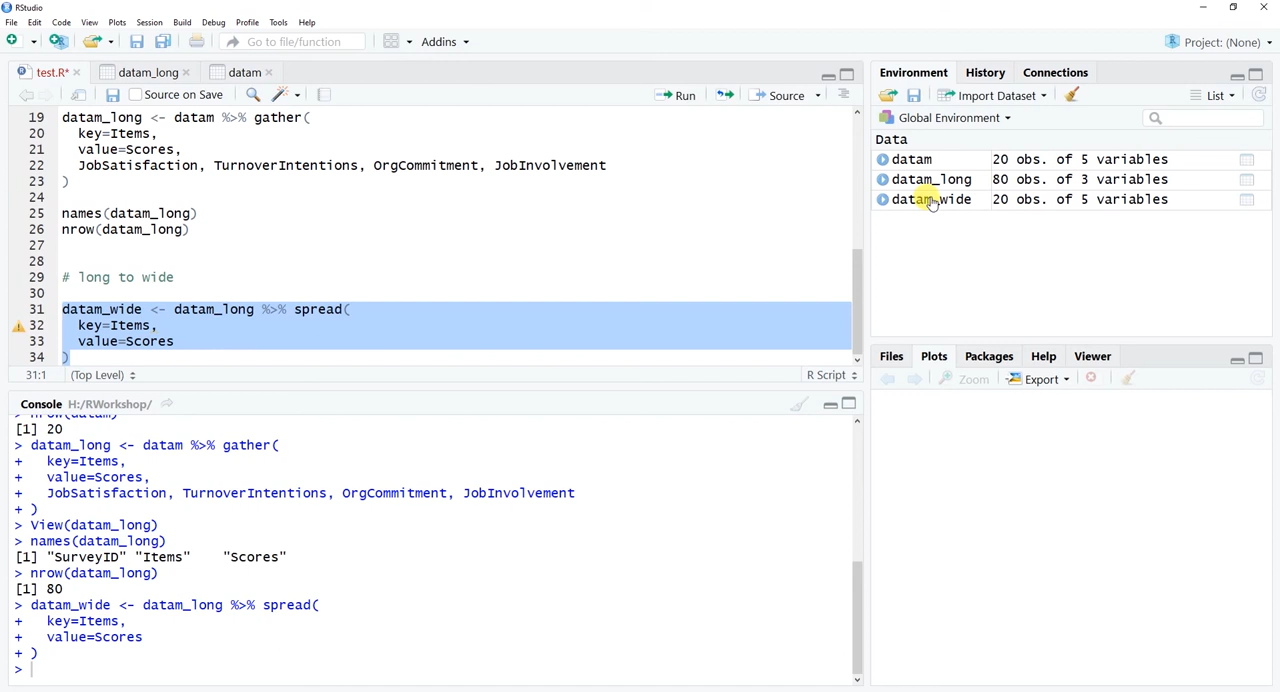 RStudio
File Edit Code View Plots Session Build Debug Profile Tools Help
Go to file/function Addins Project: (None)
test.R* datam_long datam
Source on Save Run Source
19 datam_long <- datam %>% gather(
20 key=Items,
21 value=Scores,
22 JobSatisfaction, TurnoverIntentions, OrgCommitment, JobInvolvement
23 )
24
25 names(datam_long)
26 nrow(datam_long)
27
28
29 # long to wide
30
31 datam_wide <- datam_long %>% spread(
32 key=Items,
33 value=Scores
34 )
31:1 (Top Level) R Script
Console H:/RWorkshop/
> nrow(datam)
[1] 20
> datam_long <- datam %>% gather(
+ key=Items,
+ value=Scores,
+ JobSatisfaction, TurnoverIntentions, OrgCommitment, JobInvolvement
+ )
> View(datam_long)
> names(datam_long)
[1] "SurveyID" "Items" "Scores"
> nrow(datam_long)
[1] 80
> datam_wide <- datam_long %>% spread(
+ key=Items,
+ value=Scores
+ )
>
Environment History Connections
Import Dataset List
Global Environment
Data
datam 20 obs. of 5 variables
datam_long 80 obs. of 3 variables
datam_wide 20 obs. of 5 variables
Files Plots Packages Help Viewer
Zoom Export